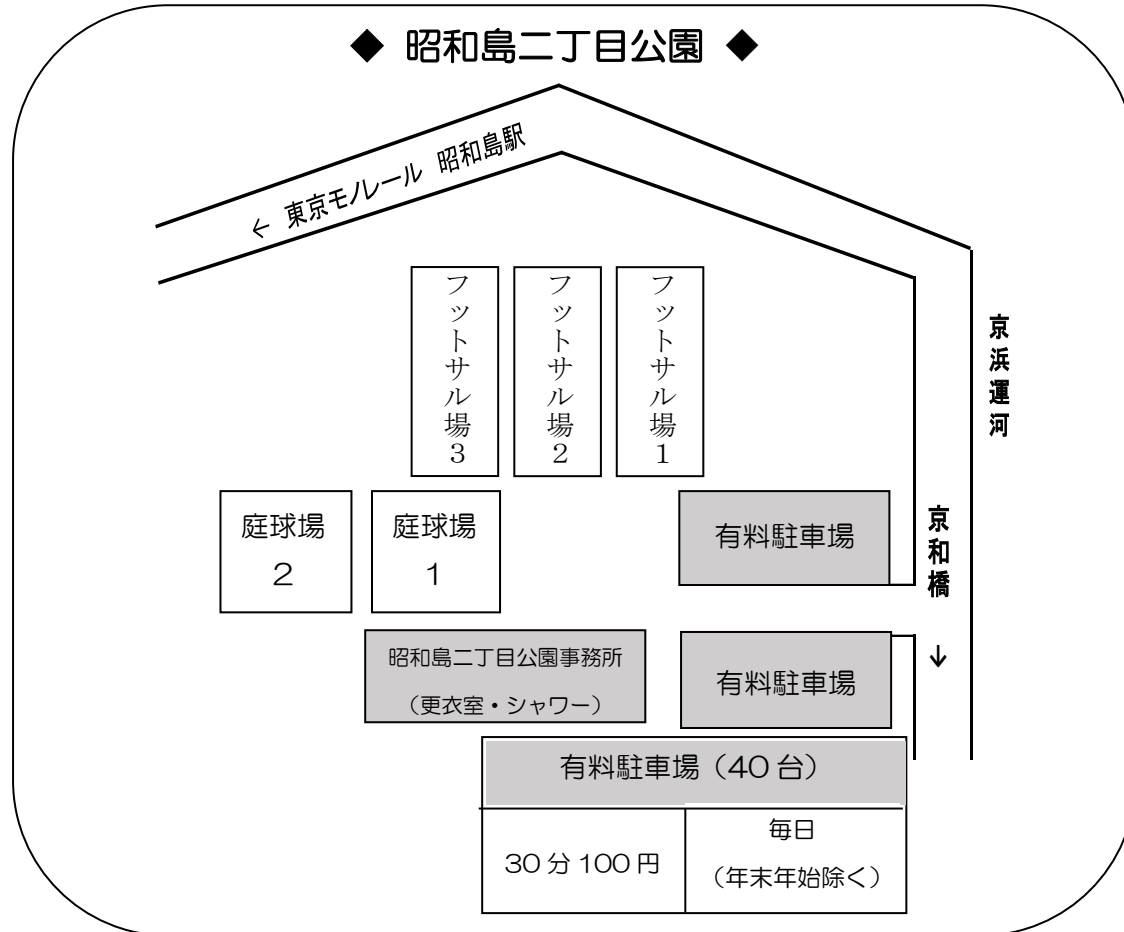 ◆ 昭和島二丁目公園 ◆
← 東京モノレール 昭和島駅
フットサル場3
フットサル場2
フットサル場1
京浜運河
庭球場
2
庭球場
1
有料駐車場
京和橋 ↓
昭和島二丁目公園事務所
（更衣室・シャワー）
有料駐車場
有料駐車場（40台）
30分100円
毎日
（年末年始除く）